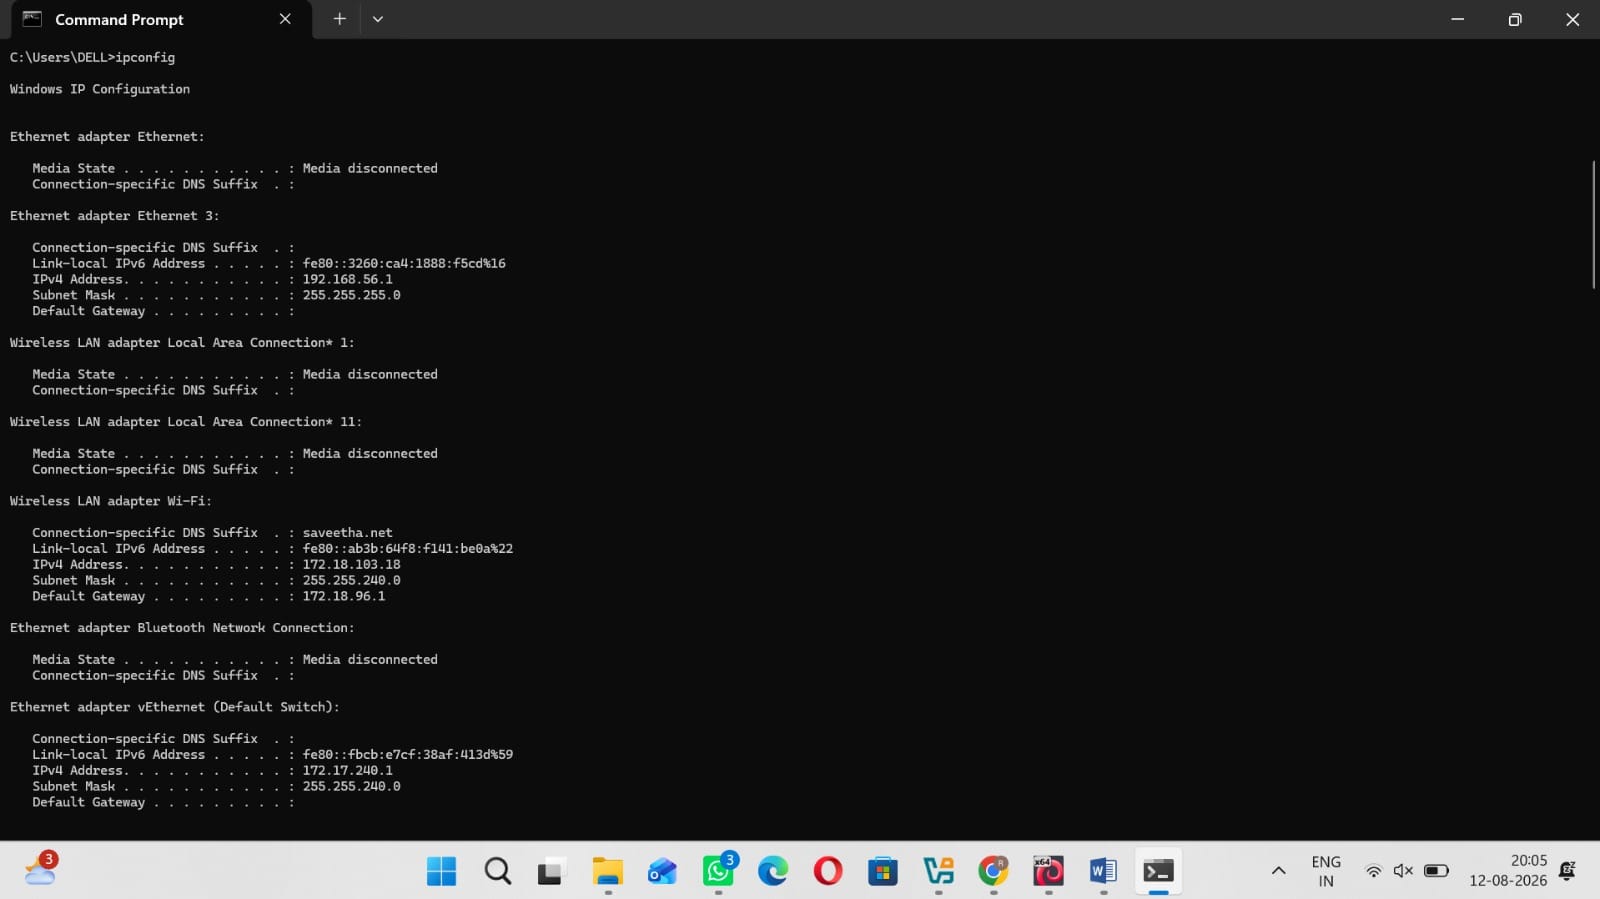 Command Prompt
C:\Users\DELL>ipconfig
Windows IP Configuration
Ethernet adapter Ethernet:
Media State . . . . . . . . . . . : Media disconnected
Connection-specific DNS Suffix  . :
Ethernet adapter Ethernet 3:
Connection-specific DNS Suffix  . :
Link-local IPv6 Address . . . . . : fe80::3260:ca4:1888:f5cd%16
IPv4 Address. . . . . . . . . . . : 192.168.56.1
Subnet Mask . . . . . . . . . . . : 255.255.255.0
Default Gateway . . . . . . . . . :
Wireless LAN adapter Local Area Connection* 1:
Media State . . . . . . . . . . . : Media disconnected
Connection-specific DNS Suffix  . :
Wireless LAN adapter Local Area Connection* 11:
Media State . . . . . . . . . . . : Media disconnected
Connection-specific DNS Suffix  . :
Wireless LAN adapter Wi-Fi:
Connection-specific DNS Suffix  . : saveetha.net
Link-local IPv6 Address . . . . . : fe80::ab3b:64f8:f141:be0a%22
IPv4 Address. . . . . . . . . . . : 172.18.103.18
Subnet Mask . . . . . . . . . . . : 255.255.240.0
Default Gateway . . . . . . . . . : 172.18.96.1
Ethernet adapter Bluetooth Network Connection:
Media State . . . . . . . . . . . : Media disconnected
Connection-specific DNS Suffix  . :
Ethernet adapter vEthernet (Default Switch):
Connection-specific DNS Suffix  . :
Link-local IPv6 Address . . . . . : fe80::fbcb:e7cf:38af:413d%59
IPv4 Address. . . . . . . . . . . : 172.17.240.1
Subnet Mask . . . . . . . . . . . : 255.255.240.0
Default Gateway . . . . . . . . . :
3
3
R
x64
W
ENG
IN
20:05
12-08-2026